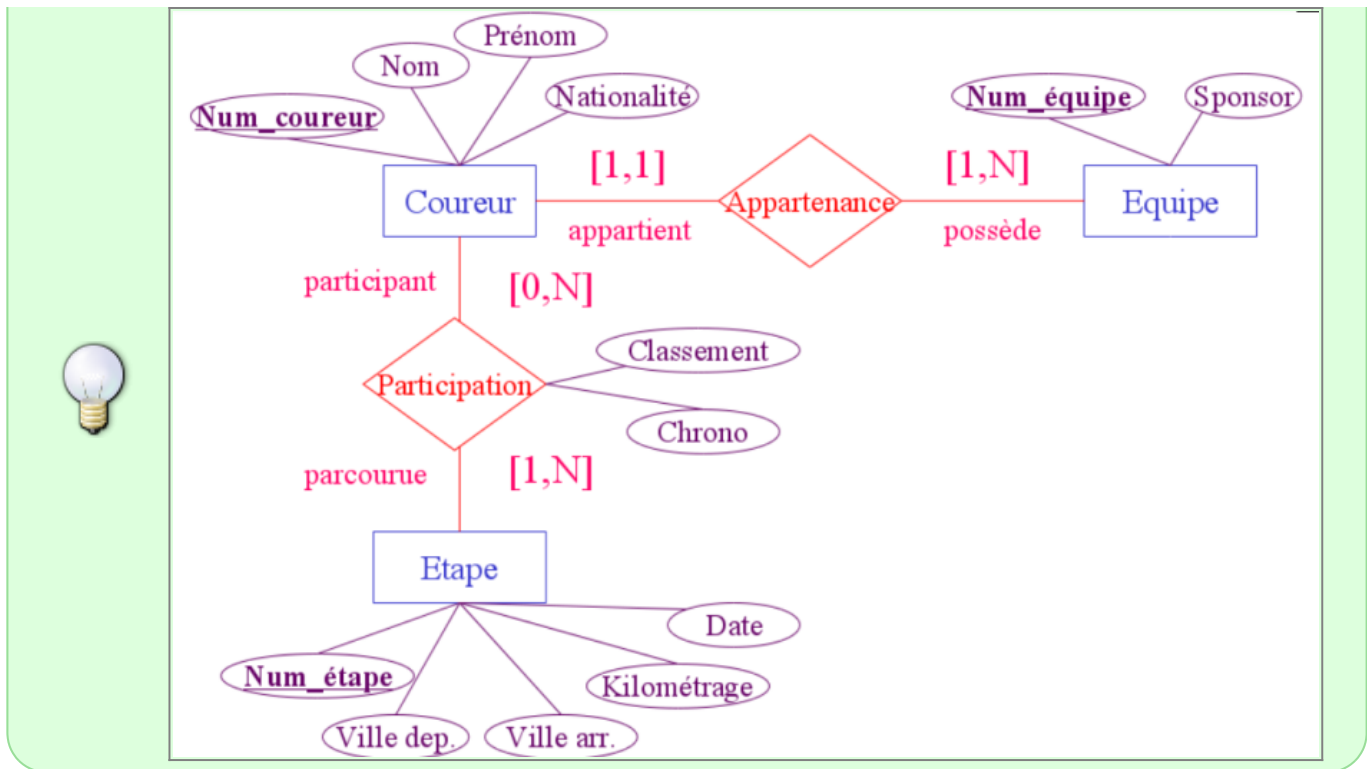 Prénom
Nom
Nationalité
Num_coureur
Num_équipe
Sponsor
[1,1]
[1,N]
Coureur
Appartenance
Equipe
appartient
possède
participant
[0,N]
Classement
Participation
Chrono
parcourue
[1,N]
Etape
Date
Num_étape
Kilométrage
Ville dep.
Ville arr.